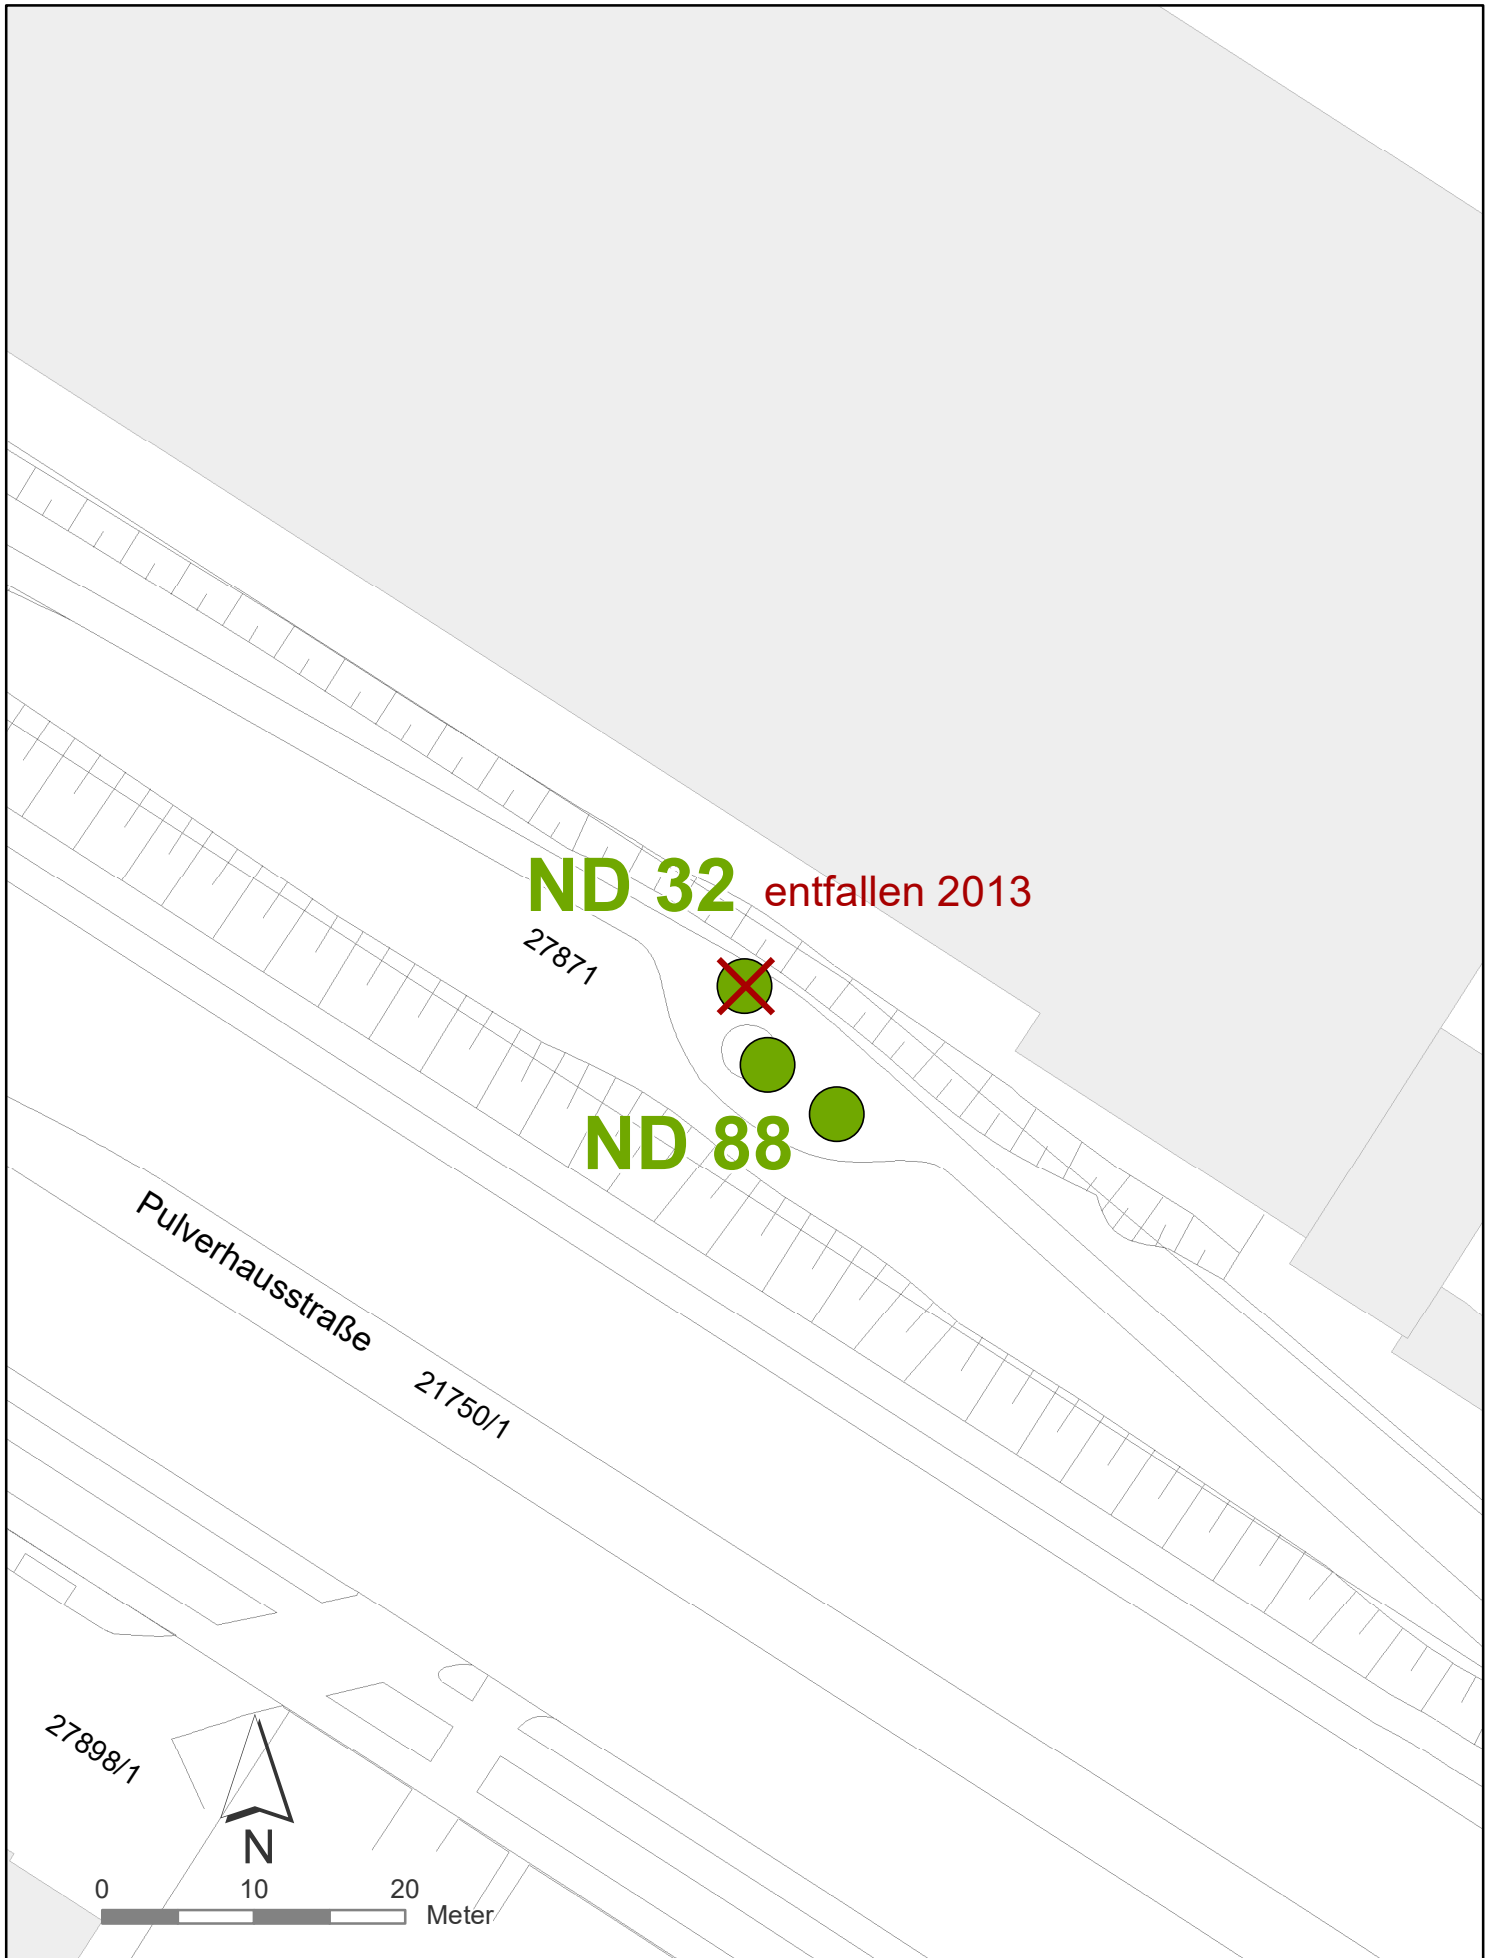 ND 32 entfallen 2013
27871
ND 88
Pulverhausstraße
21750/1
27898/1
N
0 10 20
Meter